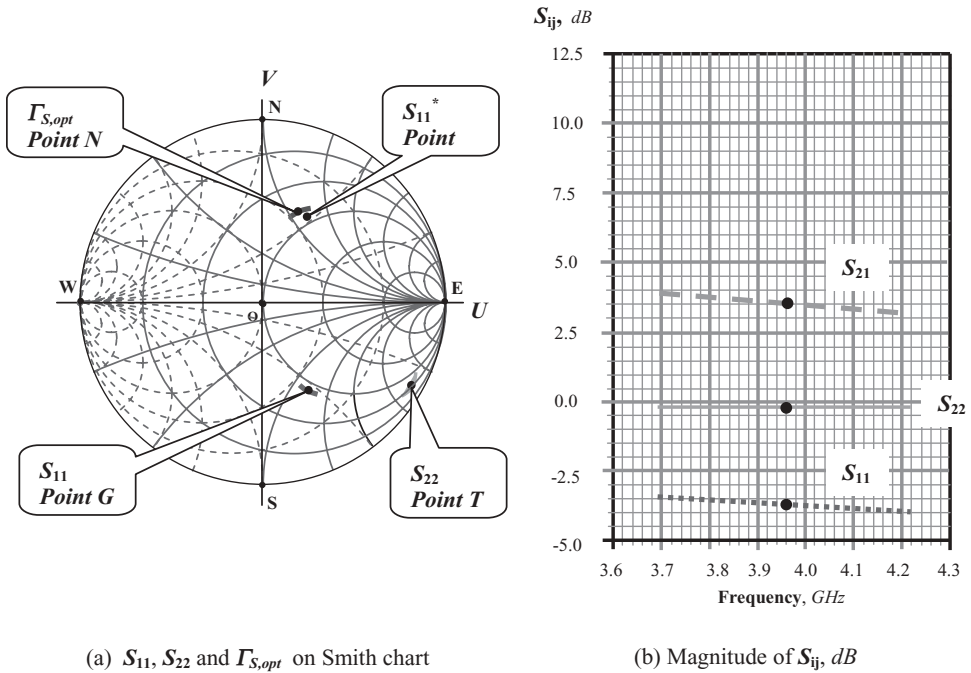 V
N
W
E
O
U
S
Γ_S,opt
Point N
S₁₁*
Point
S₁₁
Point G
S₂₂
Point T
(a) S₁₁, S₂₂ and Γ_S,opt on Smith chart
S_ij, dB
12.5
10.0
7.5
5.0
2.5
0.0
-2.5
-5.0
S₂₁
S₂₂
S₁₁
3.6 3.7 3.8 3.9 4.0 4.1 4.2 4.3
Frequency, GHz
(b) Magnitude of S_ij, dB